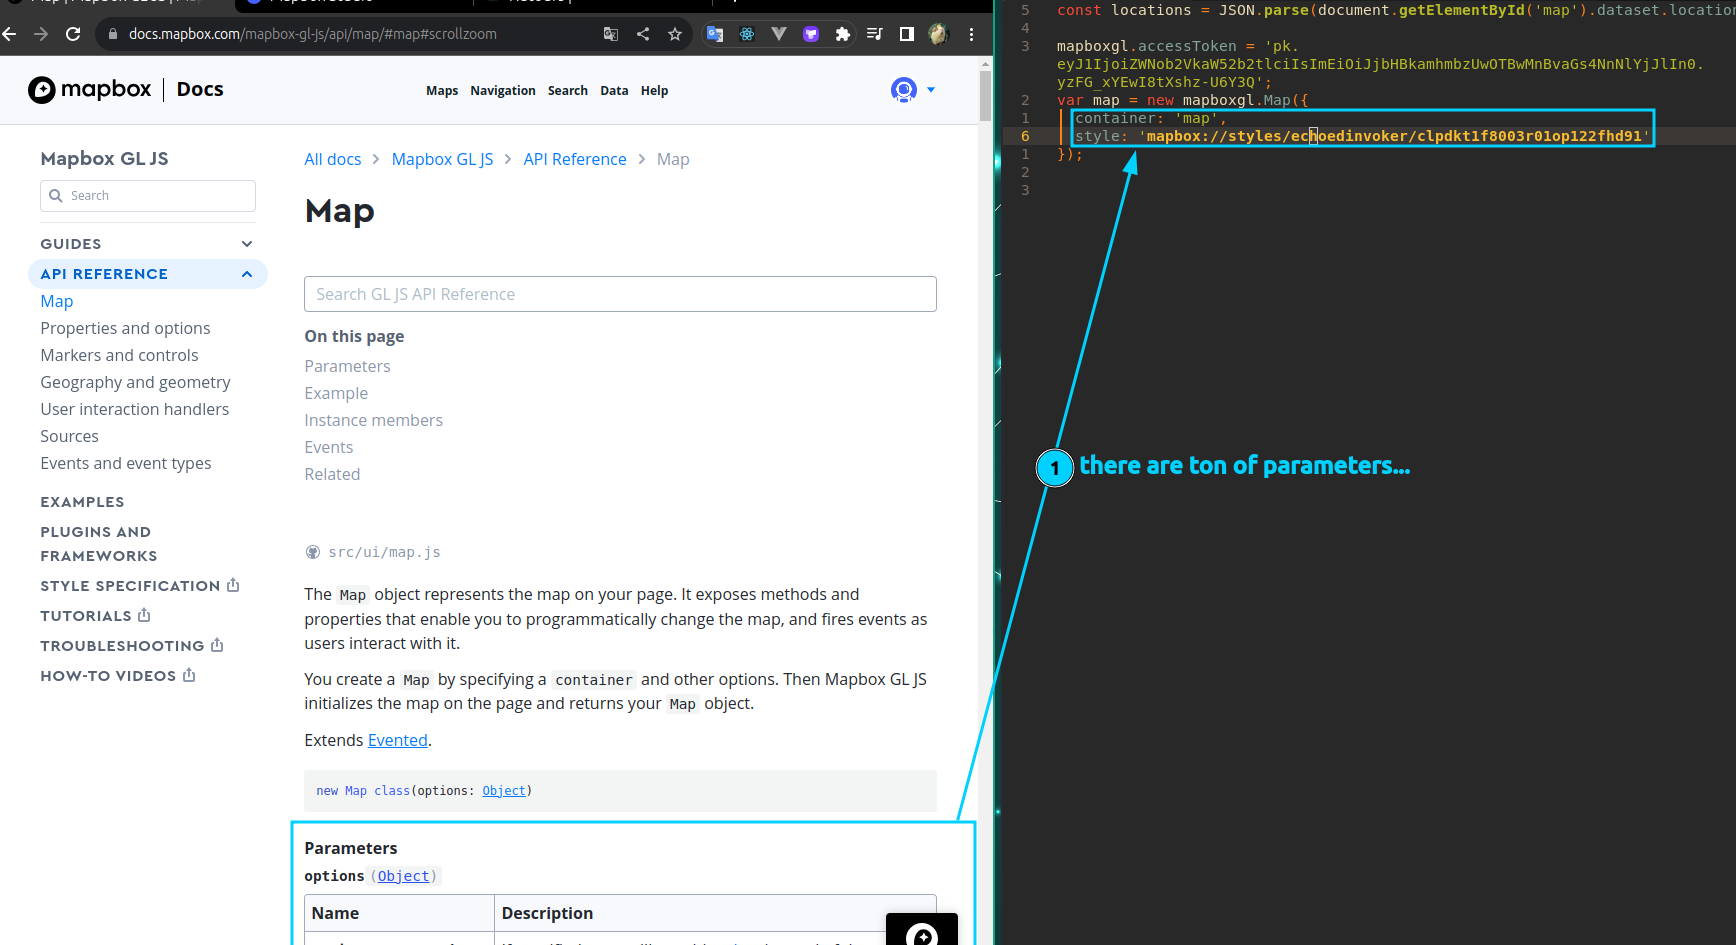 docs.mapbox.com/mapbox-gl-js/api/map/#map#scrollzoom
mapbox Docs
Maps Navigation Search Data Help
Mapbox GL JS
Search
GUIDES
API REFERENCE
Map
Properties and options
Markers and controls
Geography and geometry
User interaction handlers
Sources
Events and event types
EXAMPLES
PLUGINS AND
FRAMEWORKS
STYLE SPECIFICATION
TUTORIALS
TROUBLESHOOTING
HOW-TO VIDEOS
All docs > Mapbox GL JS > API Reference > Map
Map
Search GL JS API Reference
On this page
Parameters
Example
Instance members
Events
Related
src/ui/map.js
The Map object represents the map on your page. It exposes methods and
properties that enable you to programmatically change the map, and fires events as
users interact with it.
You create a Map by specifying a container and other options. Then Mapbox GL JS
initializes the map on the page and returns your Map object.
Extends Evented.
new Map class(options: Object)
Parameters
options (Object)
Name Description
5 const locations = JSON.parse(document.getElementById('map').dataset.location
4
3 mapboxgl.accessToken = 'pk.
eyJ1IjoiZWNob2VkaW52b2tlciIsImEiOiJjbHBkamhmbzUwOTBwMnBvaGs4NnNlYjJlIn0.
yzFG_xYEwI8tXshz-U6Y3Q';
2 var map = new mapboxgl.Map({
1 container: 'map',
6 style: 'mapbox://styles/echoedinvoker/clpdkt1f8003r01op122fhd91'
1 });
2
3
1 there are ton of parameters...